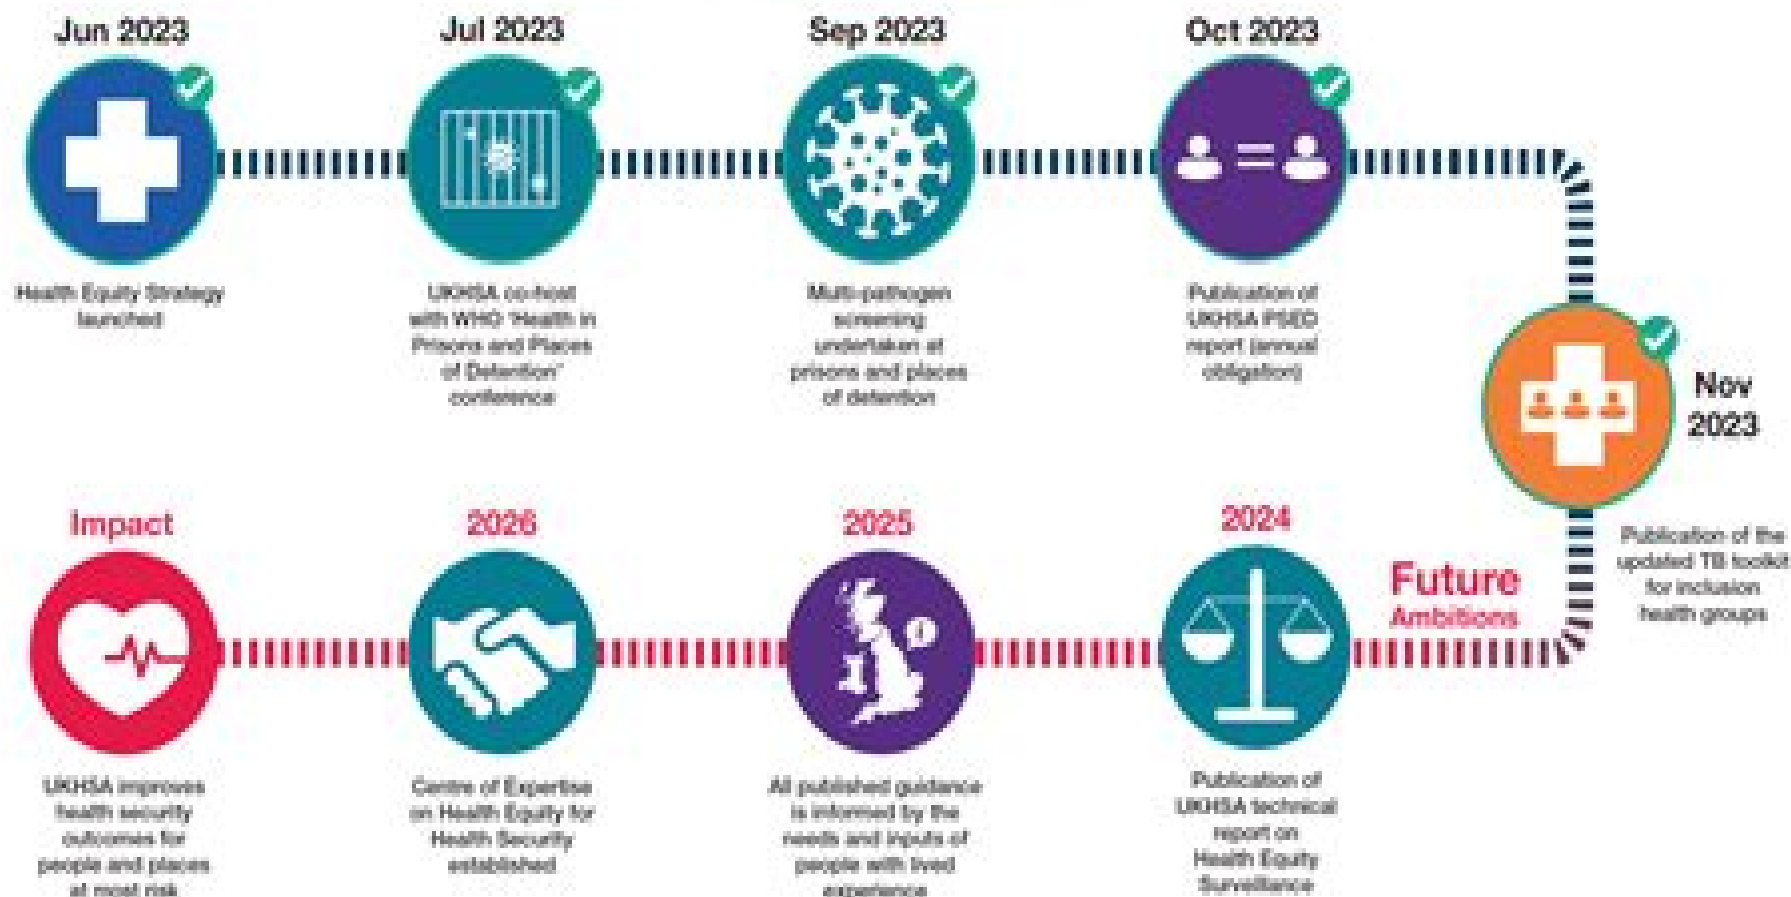 Jun 2023
Health Equity Strategy
launched
Jul 2023
UKHSA co-host
with WHO "Health in
Prisons and Places
of Detention"
conference
Sep 2023
Multi-pathogen
screening
undertaken at
prisons and places
of detention
Oct 2023
Publication of
UKHSA PSED
report (annual
obligation)
Nov
2023
Publication of the
updated TB toolkit
for inclusion
health groups
Future
Ambitions
2024
Publication of
UKHSA technical
report on
Health Equity
Surveillance
2025
i
All published guidance
is informed by the
needs and inputs of
people with lived
experience
2026
Centre of Expertise
on Health Equity for
Health Security
established
Impact
UKHSA improves
health security
outcomes for
people and places
at most risk